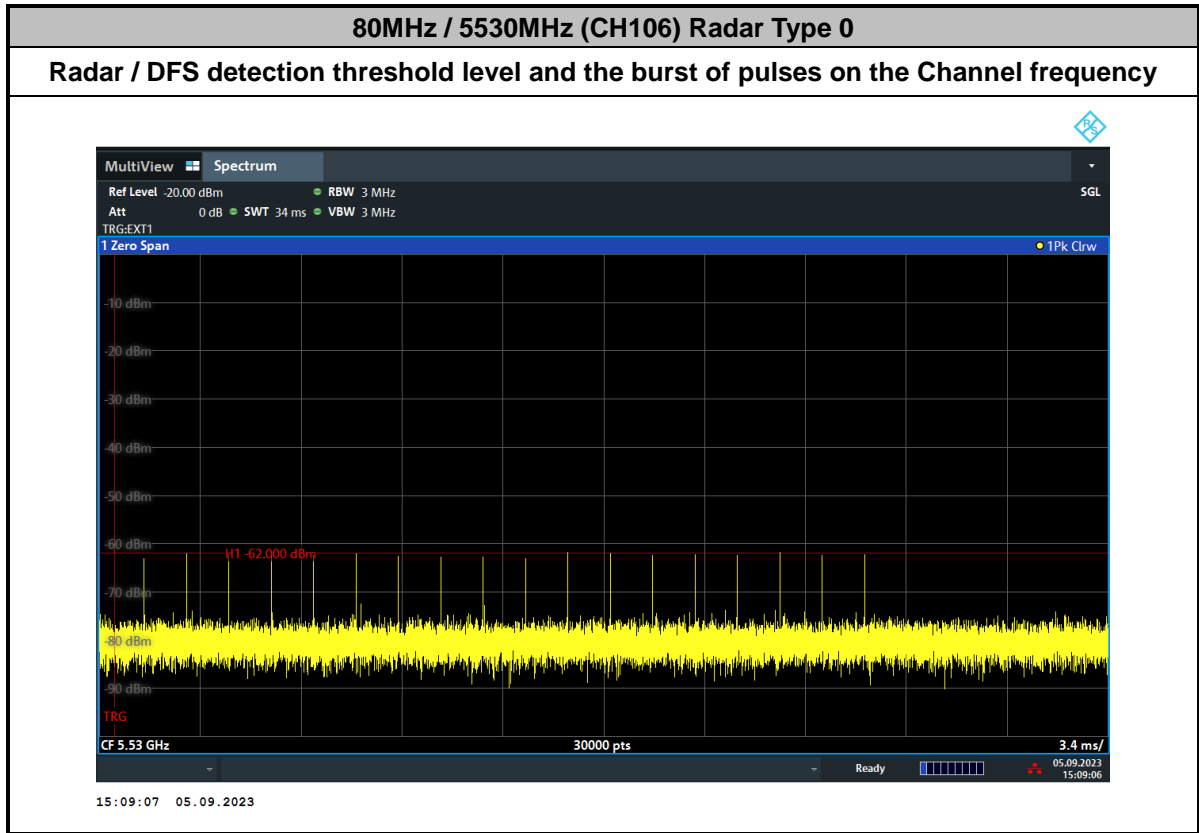 80MHz / 5530MHz (CH106) Radar Type 0
Radar / DFS detection threshold level and the burst of pulses on the Channel frequency
R&S
MultiView Spectrum
Ref Level -20.00 dBm RBW 3 MHz SGL
Att 0 dB SWT 34 ms VBW 3 MHz
TRG:EXT1
1 Zero Span 1Pk Clrw
-10 dBm
-20 dBm
-30 dBm
-40 dBm
-50 dBm
-60 dBm
H1 -62.000 dBm
-70 dBm
-80 dBm
-90 dBm
TRG
CF 5.53 GHz 30000 pts 3.4 ms/
Ready 05.09.2023
15:09:06
15:09:07 05.09.2023